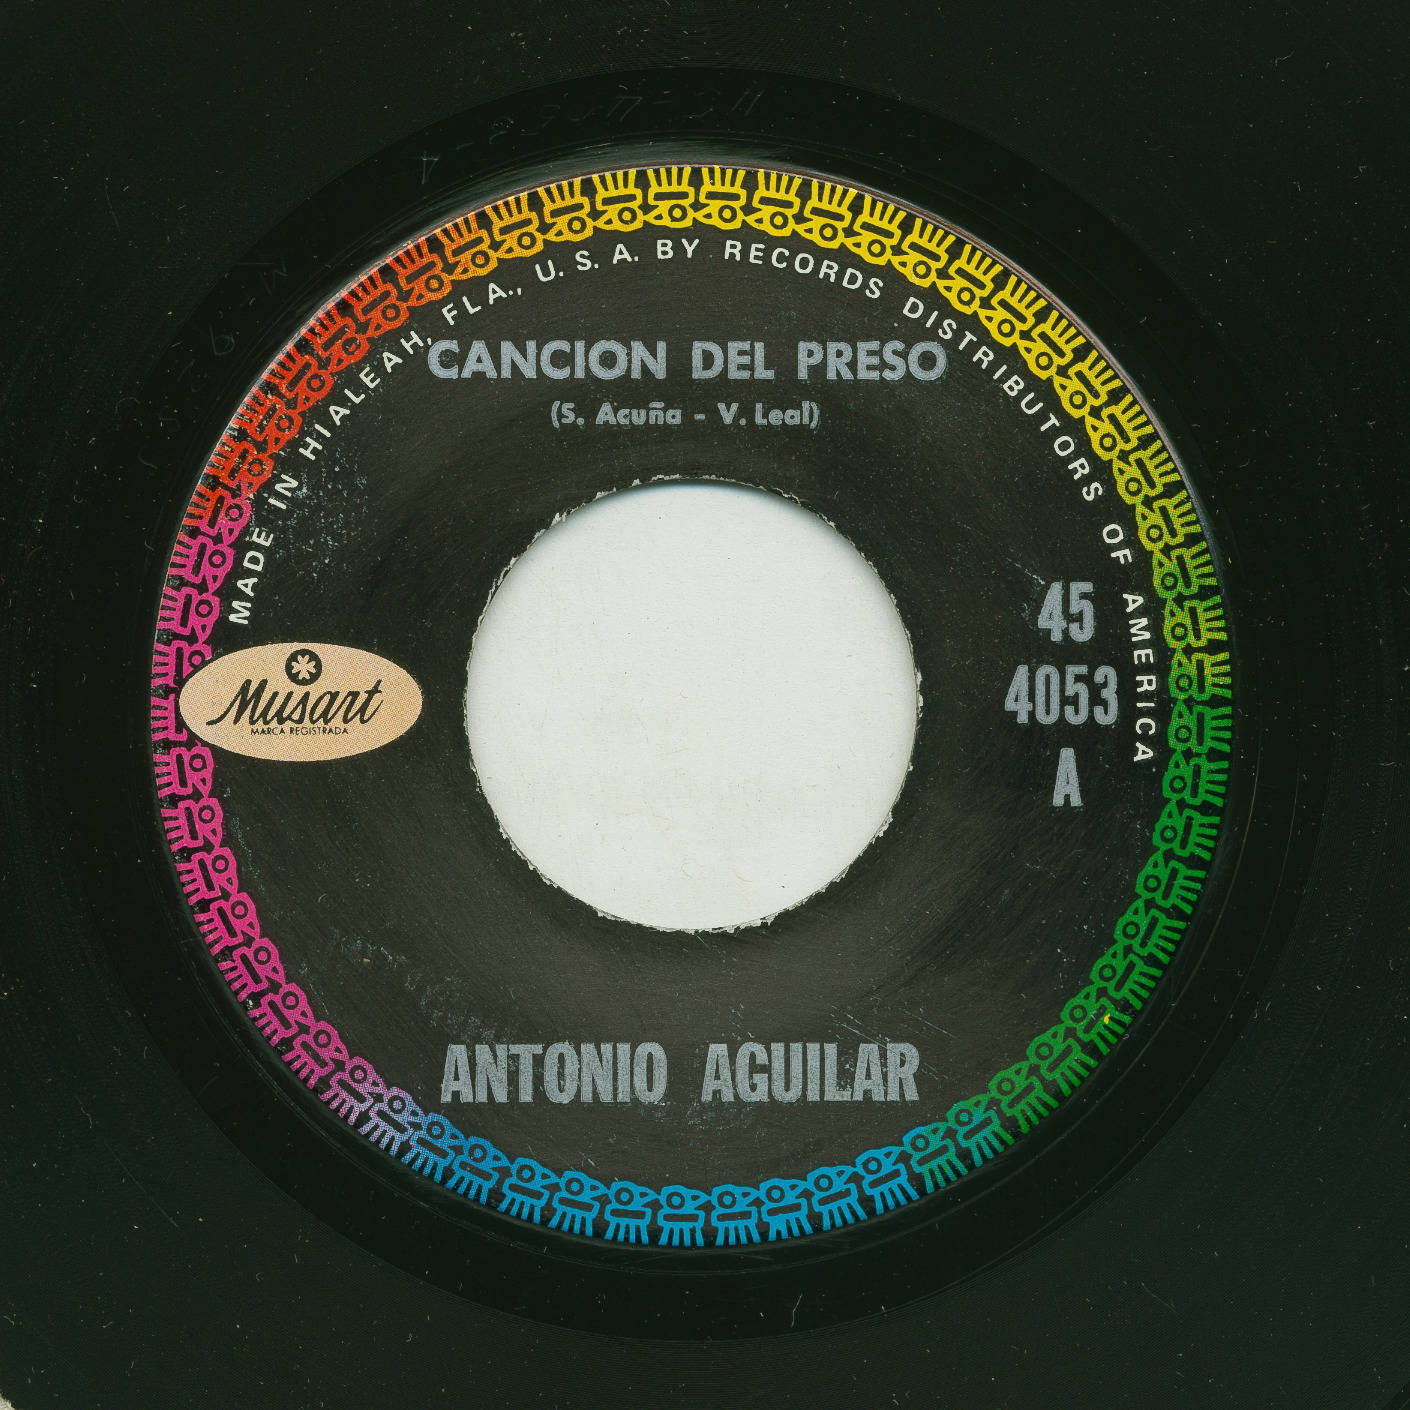 MADE IN HIALEAH, FLA., U.S.A. BY RECORDS DISTRIBUTORS OF AMERICA
CANCION DEL PRESO
(S. Acuña - V. Leal)
Musart
MARCA REGISTRADA
45
4053
A
ANTONIO AGUILAR